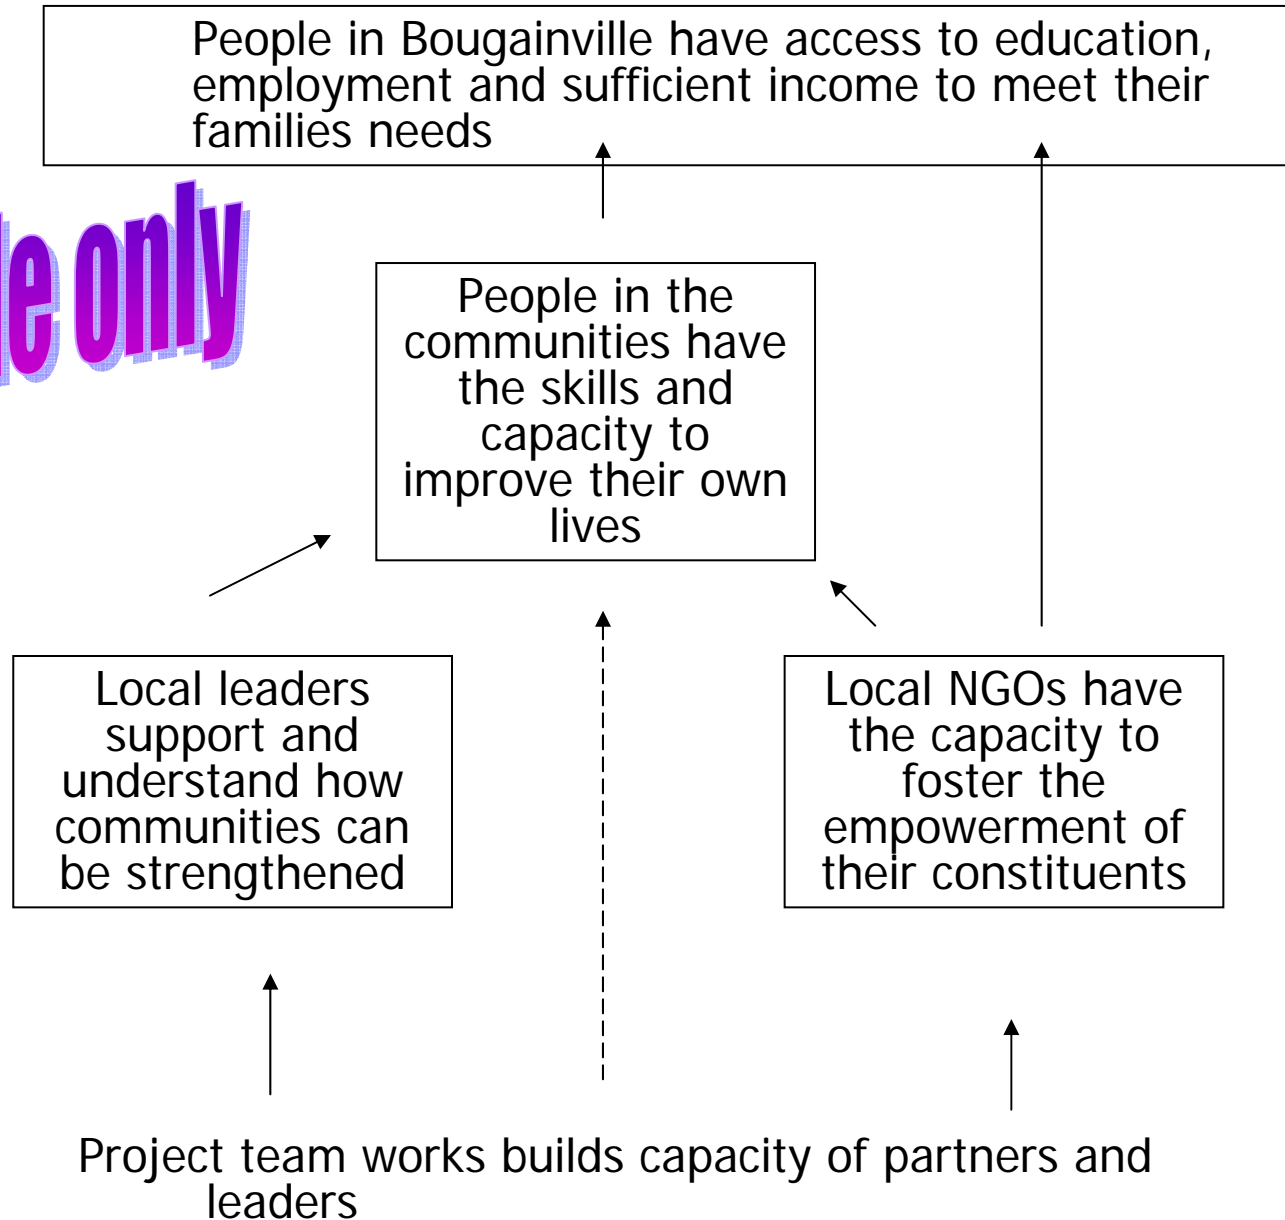 People in Bougainville have access to education,
employment and sufficient income to meet their
families needs
only
People in the
communities have
the skills and
capacity to
improve their own
lives
Local leaders
support and
understand how
communities can
be strengthened
Local NGOs have
the capacity to
foster the
empowerment of
their constituents
Project team works builds capacity of partners and
leaders